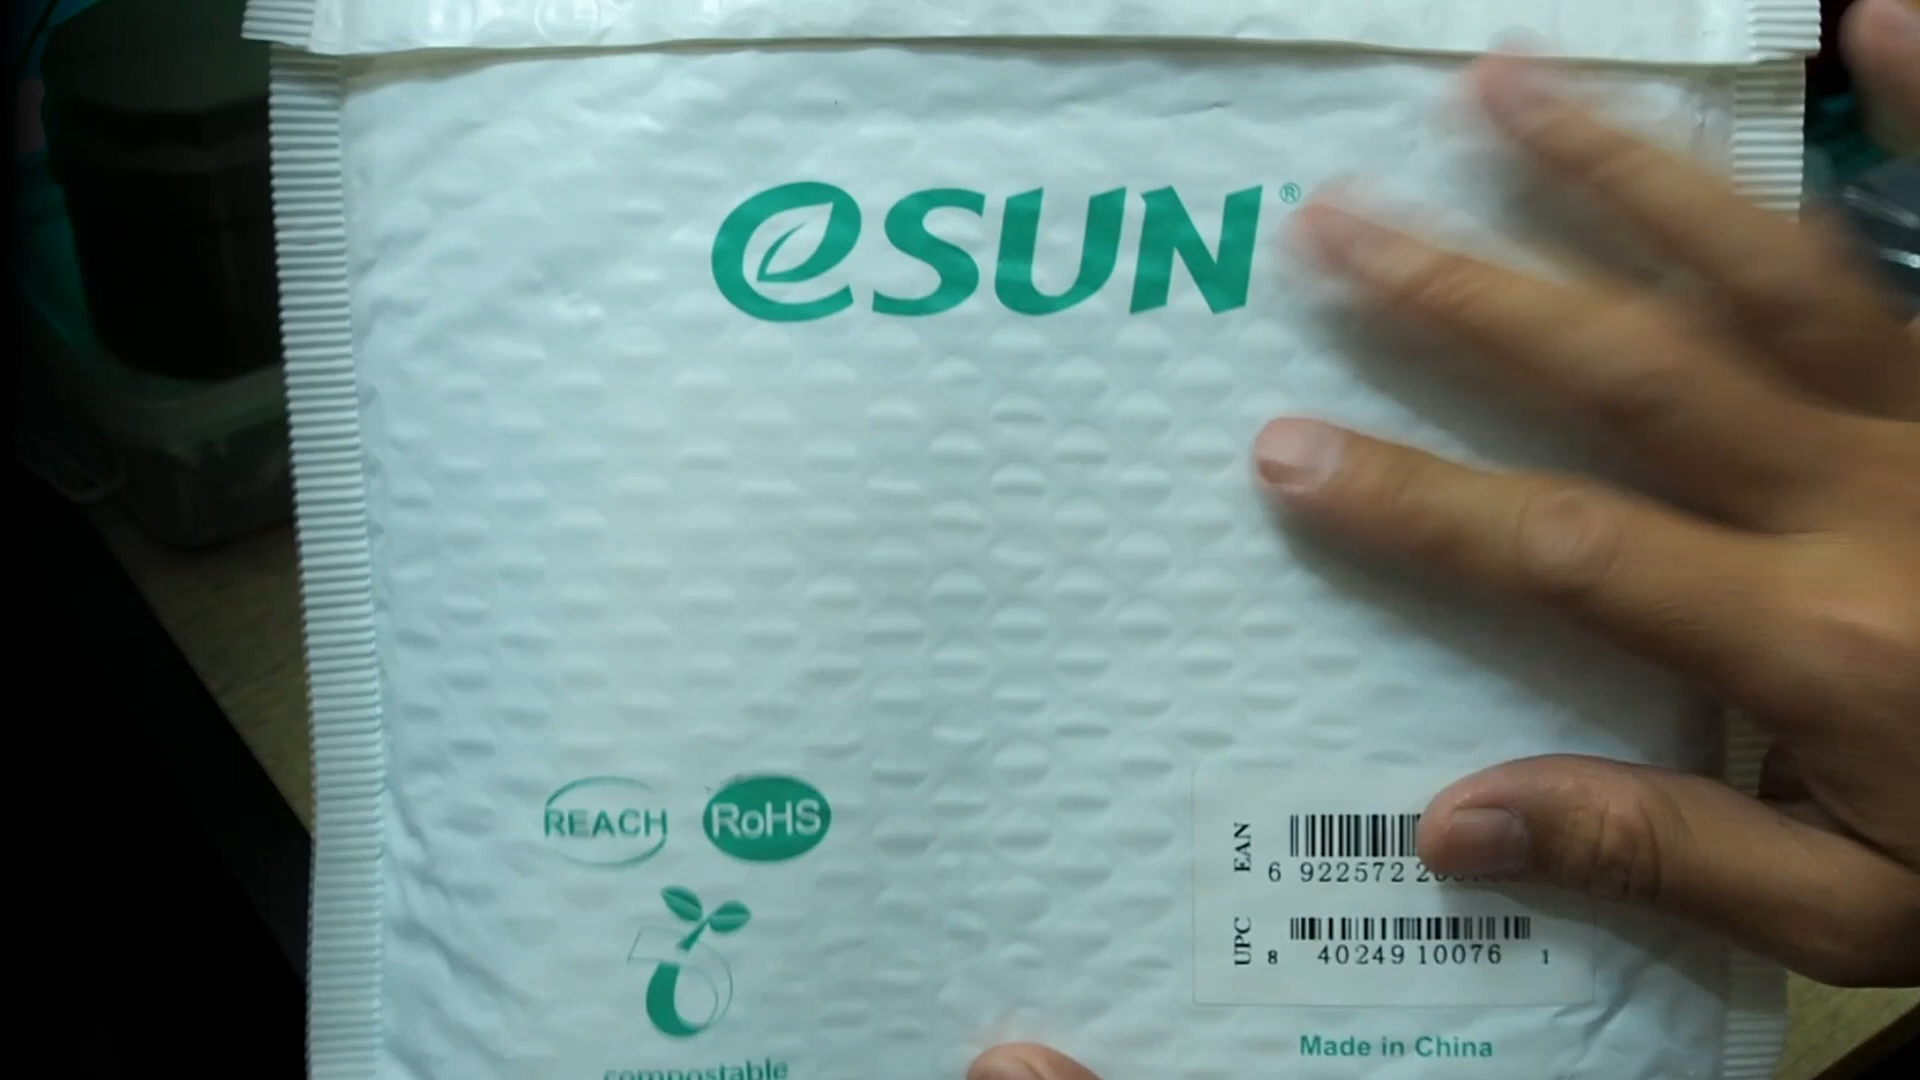 eSUN®
REACH RoHS
compostable
EAN
6 922572
UPC
8 40249 10076 1
Made in China